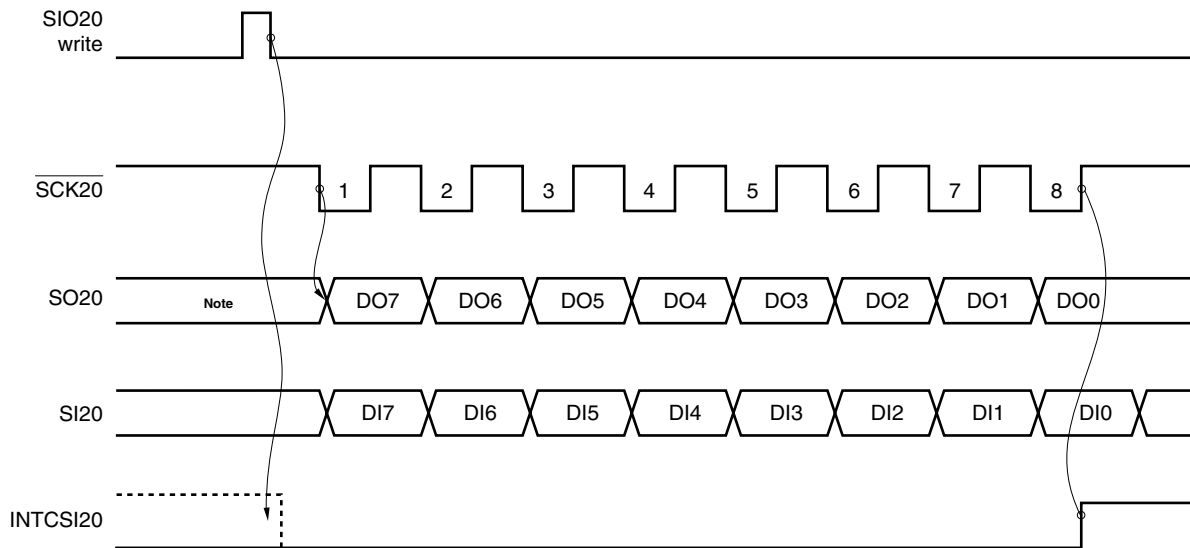 SIO20
write
SCK20
1 2 3 4 5 6 7 8
SO20
Note
DO7 DO6 DO5 DO4 DO3 DO2 DO1 DO0
SI20
DI7 DI6 DI5 DI4 DI3 DI2 DI1 DI0
INTCSI20